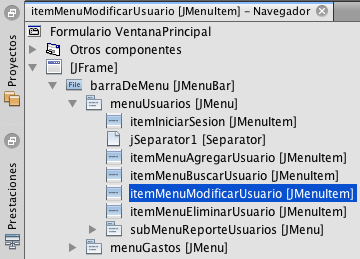 itemMenuModificarUsuario [JMenuItem] - Navegador
Proyectos
Prestaciones
Formulario VentanaPrincipal
Otros componentes
[JFrame]
File
barraDeMenu [JMenuBar]
menuUsuarios [JMenu]
itemIniciarSesion [JMenuItem]
jSeparator1 [Separator]
itemMenuAgregarUsuario [JMenuItem]
itemMenuBuscarUsuario [JMenuItem]
itemMenuModificarUsuario [JMenuItem]
itemMenuEliminarUsuario [JMenuItem]
subMenuReporteUsuarios [JMenu]
menuGastos [JMenu]